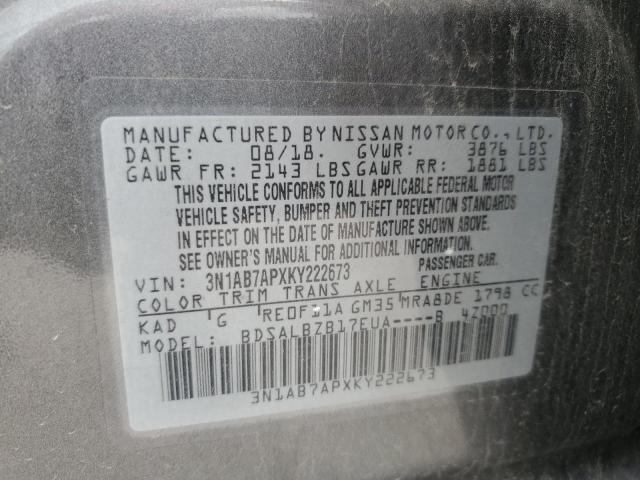 MANUFACTURED BY NISSAN MOTOR CO., LTD.
DATE: 08/18. GVWR: 3876 LBS
GAWR FR: 2143 LBS GAWR RR: 1881 LBS
THIS VEHICLE CONFORMS TO ALL APPLICABLE FEDERAL MOTOR
VEHICLE SAFETY, BUMPER AND THEFT PREVENTION STANDARDS
IN EFFECT ON THE DATE OF MANUFACTURE SHOWN ABOVE.
SEE OWNER'S MANUAL FOR ADDITIONAL INFORMATION.
VIN: 3N1AB7APXKY222673 PASSENGER CAR.
COLOR TRIM TRANS AXLE ENGINE
KAD G RE0F11A GM35 MRA8DE 1798 CC
MODEL: BDSALBZB17EUA----B 4Z000
3N1AB7APXKY222673